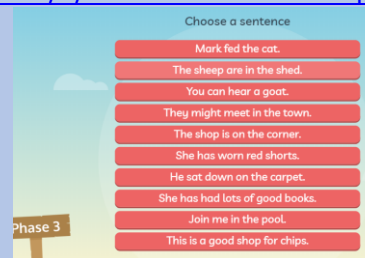 Choose a sentence
Mark fed the cat.
The sheep are in the shed.
You can hear a goat.
They might meet in the town.
The shop is on the corner.
She has worn red shorts.
He sat down on the carpet.
She has had lots of good books.
Join me in the pool.
This is a good shop for chips.
Phase 3